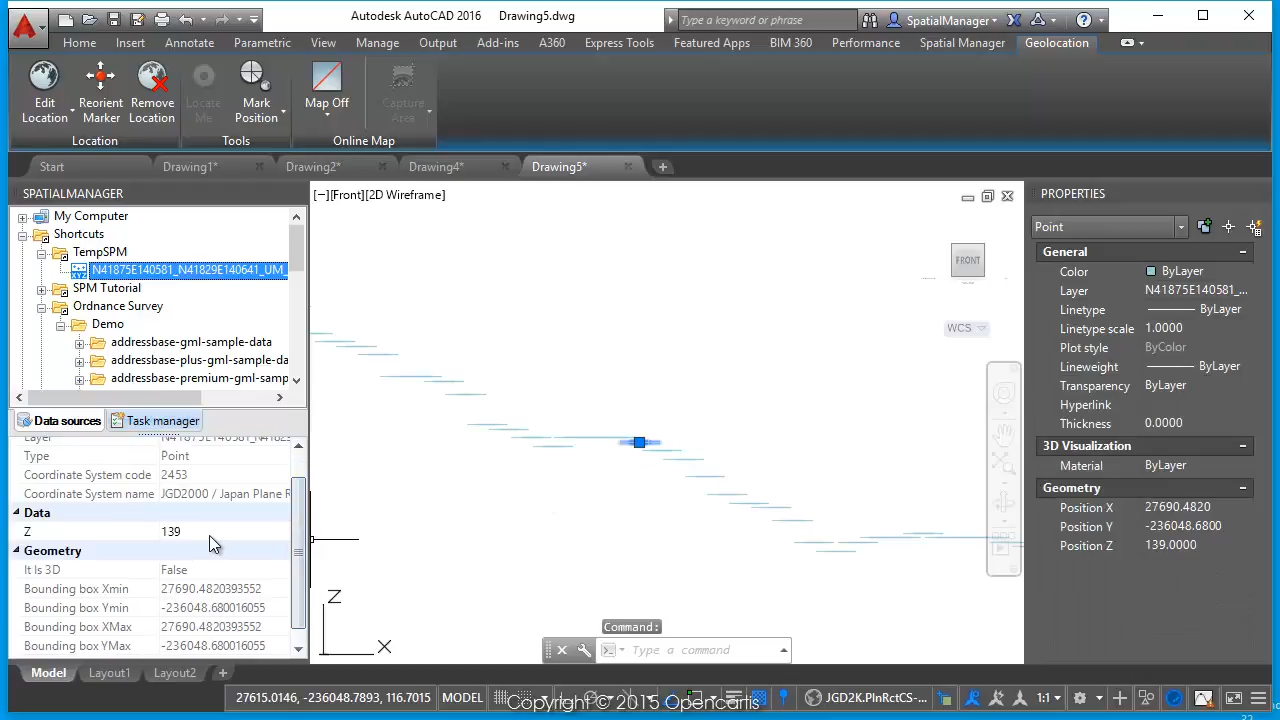 Autodesk AutoCAD 2016 Drawing5.dwg
Type a keyword or phrase
SpatialManager
Home Insert Annotate Parametric View Manage Output Add-ins A360 Express Tools Featured Apps BIM 360 Performance Spatial Manager Geolocation
Edit Location
Reorient Marker
Remove Location
Locate Me
Mark Position
Map Off
Capture Area
Location Tools Online Map
Start Drawing1* Drawing2* Drawing4* Drawing5*
SPATIALMANAGER
My Computer
Shortcuts
TempSPM
N41875E140581_N41829E140641_UM_
SPM Tutorial
Ordnance Survey
Demo
addressbase-gml-sample-data
addressbase-plus-gml-sample-da
addressbase-premium-gml-samp
Data sources Task manager
Layer N41875E140581_N41829
Type Point
Coordinate System code 2453
Coordinate System name JGD2000 / Japan Plane R
Data
Z 139
Geometry
It Is 3D False
Bounding box Xmin 27690.4820393552
Bounding box Ymin -236048.680016055
Bounding box XMax 27690.4820393552
Bounding box YMax -236048.680016055
[−][Front][2D Wireframe]
FRONT
WCS
Z
X
Command:
Type a command
PROPERTIES
Point
General
Color ByLayer
Layer N41875E140581_...
Linetype ByLayer
Linetype scale 1.0000
Plot style ByColor
Lineweight ByLayer
Transparency ByLayer
Hyperlink
Thickness 0.0000
3D Visualization
Material ByLayer
Geometry
Position X 27690.4820
Position Y -236048.6800
Position Z 139.0000
Model Layout1 Layout2
27615.0146, -236048.7893, 116.7015 MODEL
JGD2K.PlnRctCS-...
1:1
Copyright © 2015 Opencartis